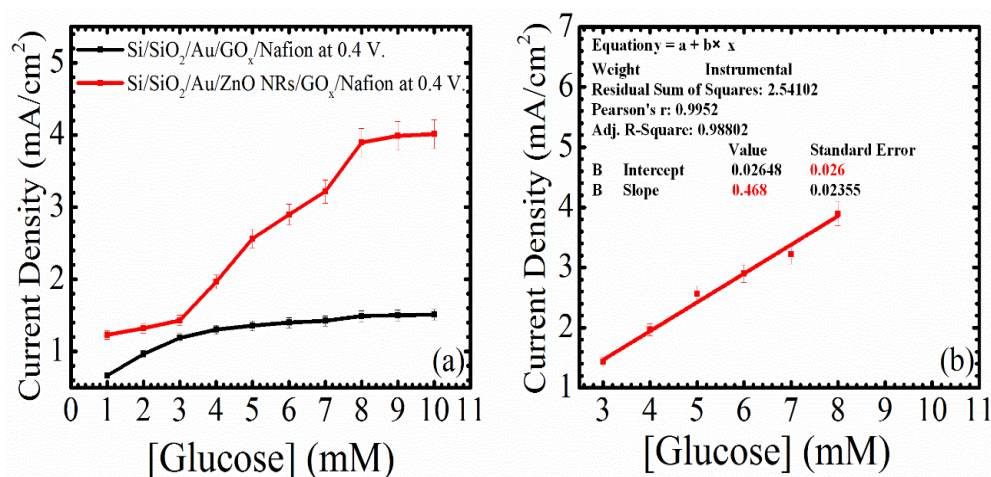 Current Density (mA/cm²)
5
4
3
2
1
Si/SiO₂/Au/GOₓ/Nafion at 0.4 V.
Si/SiO₂/Au/ZnO NRs/GOₓ/Nafion at 0.4 V.
(a)
0 1 2 3 4 5 6 7 8 9 10 11
[Glucose] (mM)
Current Density (mA/cm²)
7
6
5
4
3
2
1
Equationy = a + b× x
Weight Instrumental
Residual Sum of Squares: 2.54102
Pearson's r: 0.9952
Adj. R-Square: 0.98802
Value Standard Error
B Intercept 0.02648 0.026
B Slope 0.468 0.02355
(b)
3 4 5 6 7 8 9 10 11
[Glucose] (mM)